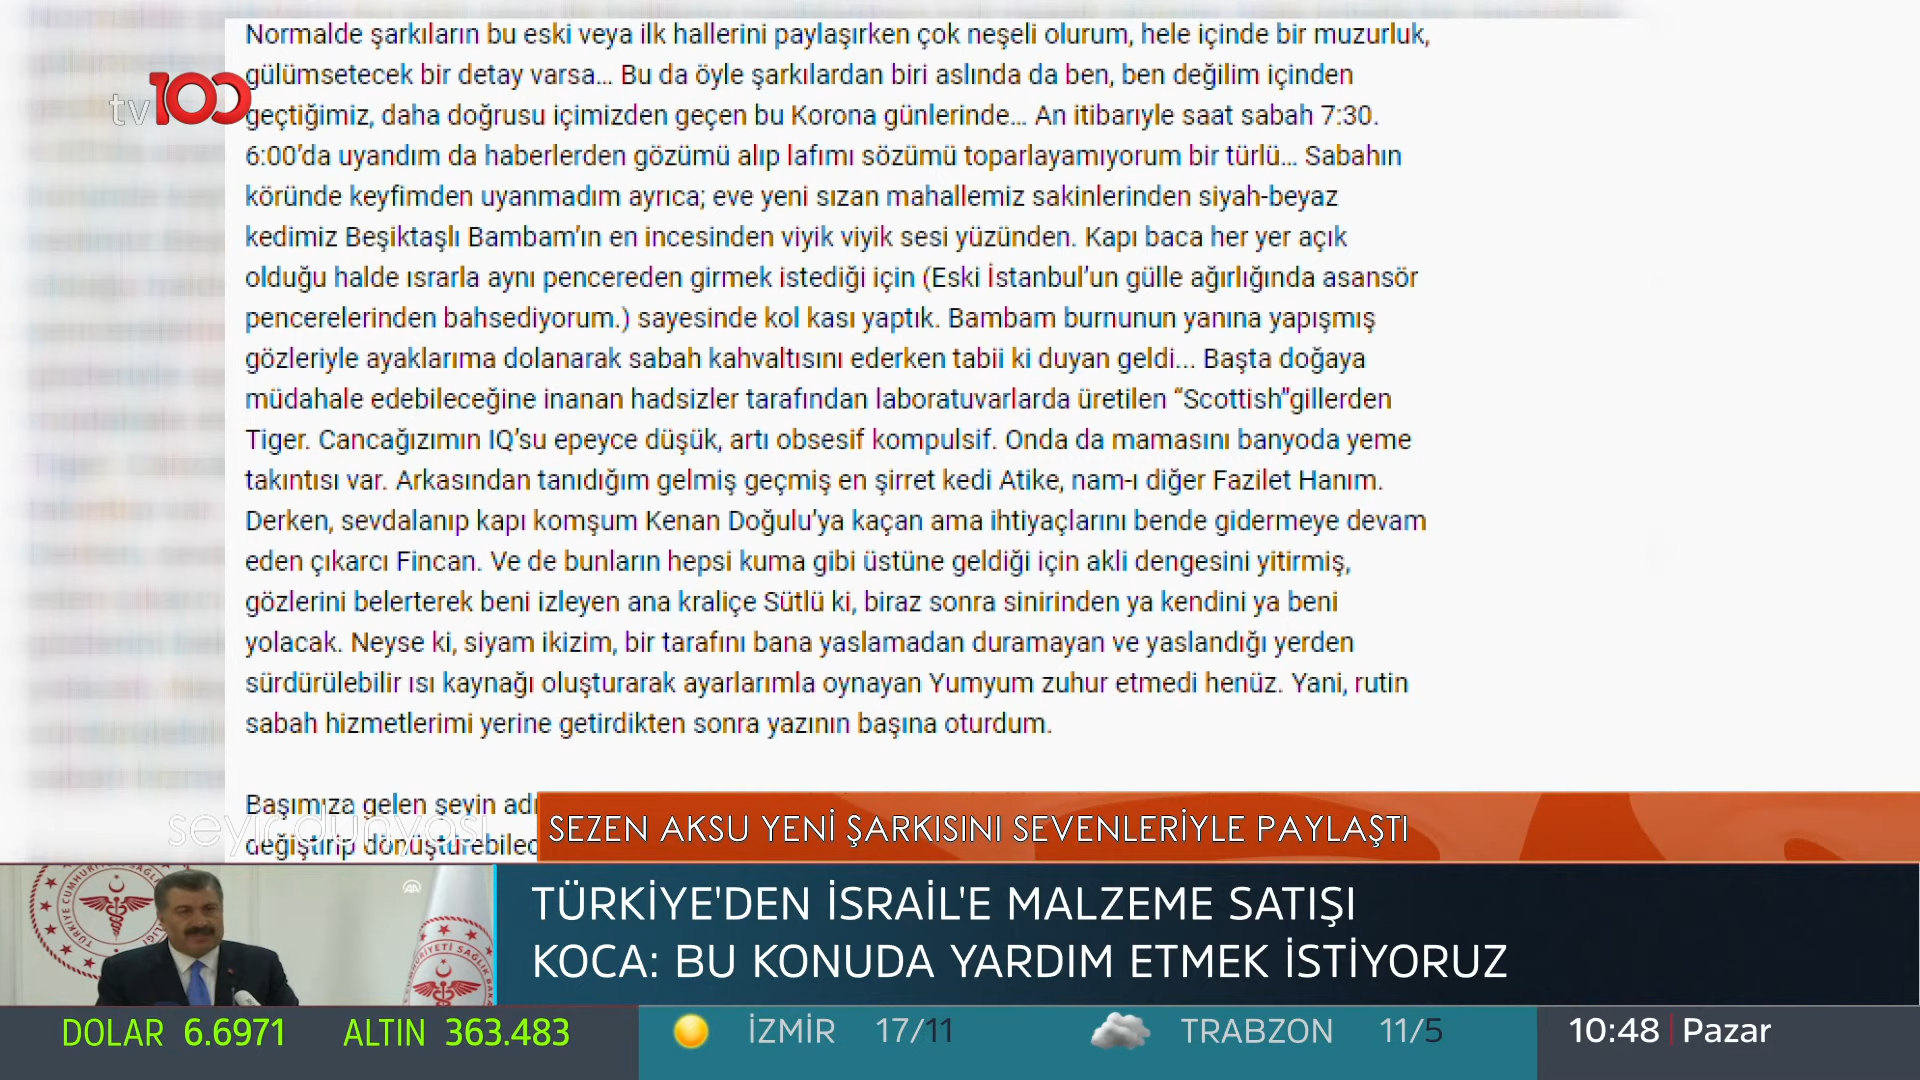 Normalde şarkıların bu eski veya ilk hallerini paylaşırken çok neşeli olurum, hele içinde bir muzurluk,
gülümsetecek bir detay varsa... Bu da öyle şarkılardan biri aslında da ben, ben değilim içinden
geçtiğimiz, daha doğrusu içimizden geçen bu Korona günlerinde... An itibarıyle saat sabah 7:30.
6:00'da uyandım da haberlerden gözümü alıp lafımı sözümü toparlayamıyorum bir türlü... Sabahın
köründe keyfimden uyanmadım ayrıca; eve yeni sızan mahallemiz sakinlerinden siyah-beyaz
kedimiz Beşiktaşlı Bambam'ın en incesinden viyik viyik sesi yüzünden. Kapı baca her yer açık
olduğu halde ısrarla aynı pencereden girmek istediği için (Eski İstanbul'un gülle ağırlığında asansör
pencerelerinden bahsediyorum.) sayesinde kol kası yaptık. Bambam burnunun yanına yapışmış
gözleriyle ayaklarıma dolanarak sabah kahvaltısını ederken tabii ki duyan geldi... Başta doğaya
müdahale edebileceğine inanan hadsizler tarafından laboratuvarlarda üretilen “Scottish”gillerden
Tiger. Cancağızımın IQ'su epeyce düşük, artı obsesif kompulsif. Onda da mamasını banyoda yeme
takıntısı var. Arkasından tanıdığım gelmiş geçmiş en şirret kedi Atike, nam-ı diğer Fazilet Hanım.
Derken, sevdalanıp kapı komşum Kenan Doğulu'ya kaçan ama ihtiyaçlarını bende gidermeye devam
eden çıkarcı Fincan. Ve de bunların hepsi kuma gibi üstüne geldiği için akli dengesini yitirmiş,
gözlerini belerterek beni izleyen ana kraliçe Sütlü ki, biraz sonra sinirinden ya kendini ya beni
yolacak. Neyse ki, siyam ikizim, bir tarafını bana yaslamadan duramayan ve yaslandığı yerden
sürdürülebilir ısı kaynağı oluşturarak ayarlarımla oynayan Yumyum zuhur etmedi henüz. Yani, rutin
sabah hizmetlerimi yerine getirdikten sonra yazının başına oturdum.
tv100
Başımıza gelen şeyin adı
seyirdünyası
değiştirip dönüştürebilec
SEZEN AKSU YENİ ŞARKISINI SEVENLERİYLE PAYLAŞTI
TÜRKİYE'DEN İSRAİL'E MALZEME SATIŞI
KOCA: BU KONUDA YARDIM ETMEK İSTİYORUZ
AA
DOLAR 6.6971 ALTIN 363.483 İZMİR 17/11 TRABZON 11/5 10:48 Pazar